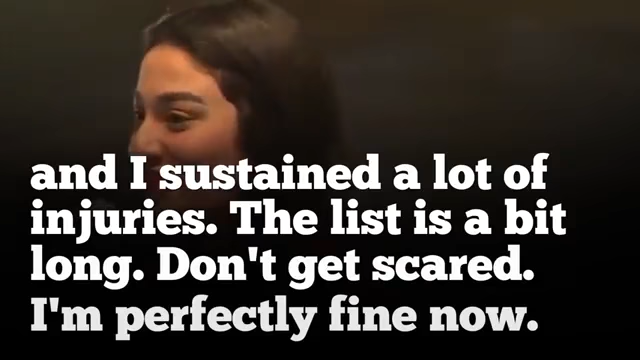 and I sustained a lot of
injuries. The list is a bit
long. Don't get scared.
I'm perfectly fine now.